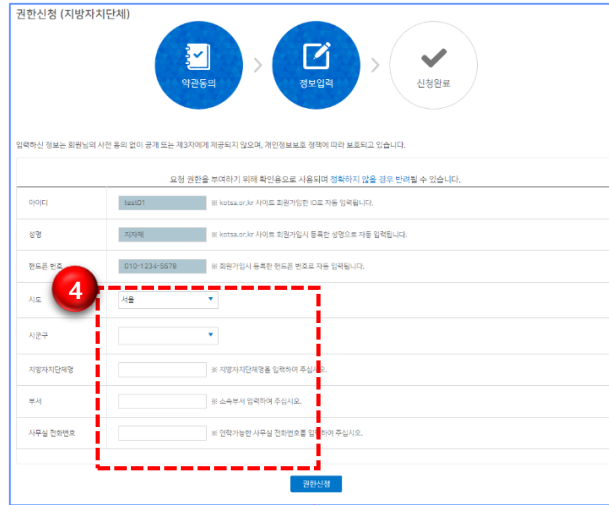 권한신청 (지방자치단체)
약관동의
정보입력
신청완료
입력하신 정보는 회원님의 사전 동의 없이 공개 또는 제3자에게 제공되지 않으며, 개인정보보호 정책에 따라 보호되고 있습니다.
요청 권한을 부여하기 위해 확인용으로 사용되며 정확하지 않을 경우 반려될 수 있습니다.
아이디 test01 ※ kotsa.or.kr 사이트 회원가입한 ID로 자동 입력됩니다.
성명 지자체 ※ kotsa.or.kr 사이트 회원가입시 등록한 성명으로 자동 입력됩니다.
핸드폰 번호 010-1234-5678 ※ 회원가입시 등록한 핸드폰 번호로 자동 입력됩니다.
4
시도 서울
시군구
지방자치단체명 ※ 지방자치단체명을 입력하여 주십시오.
부서 ※ 소속부서 입력하여 주십시오.
사무실 전화번호 ※ 연락가능한 사무실 전화번호를 입력하여 주십시오.
권한신청